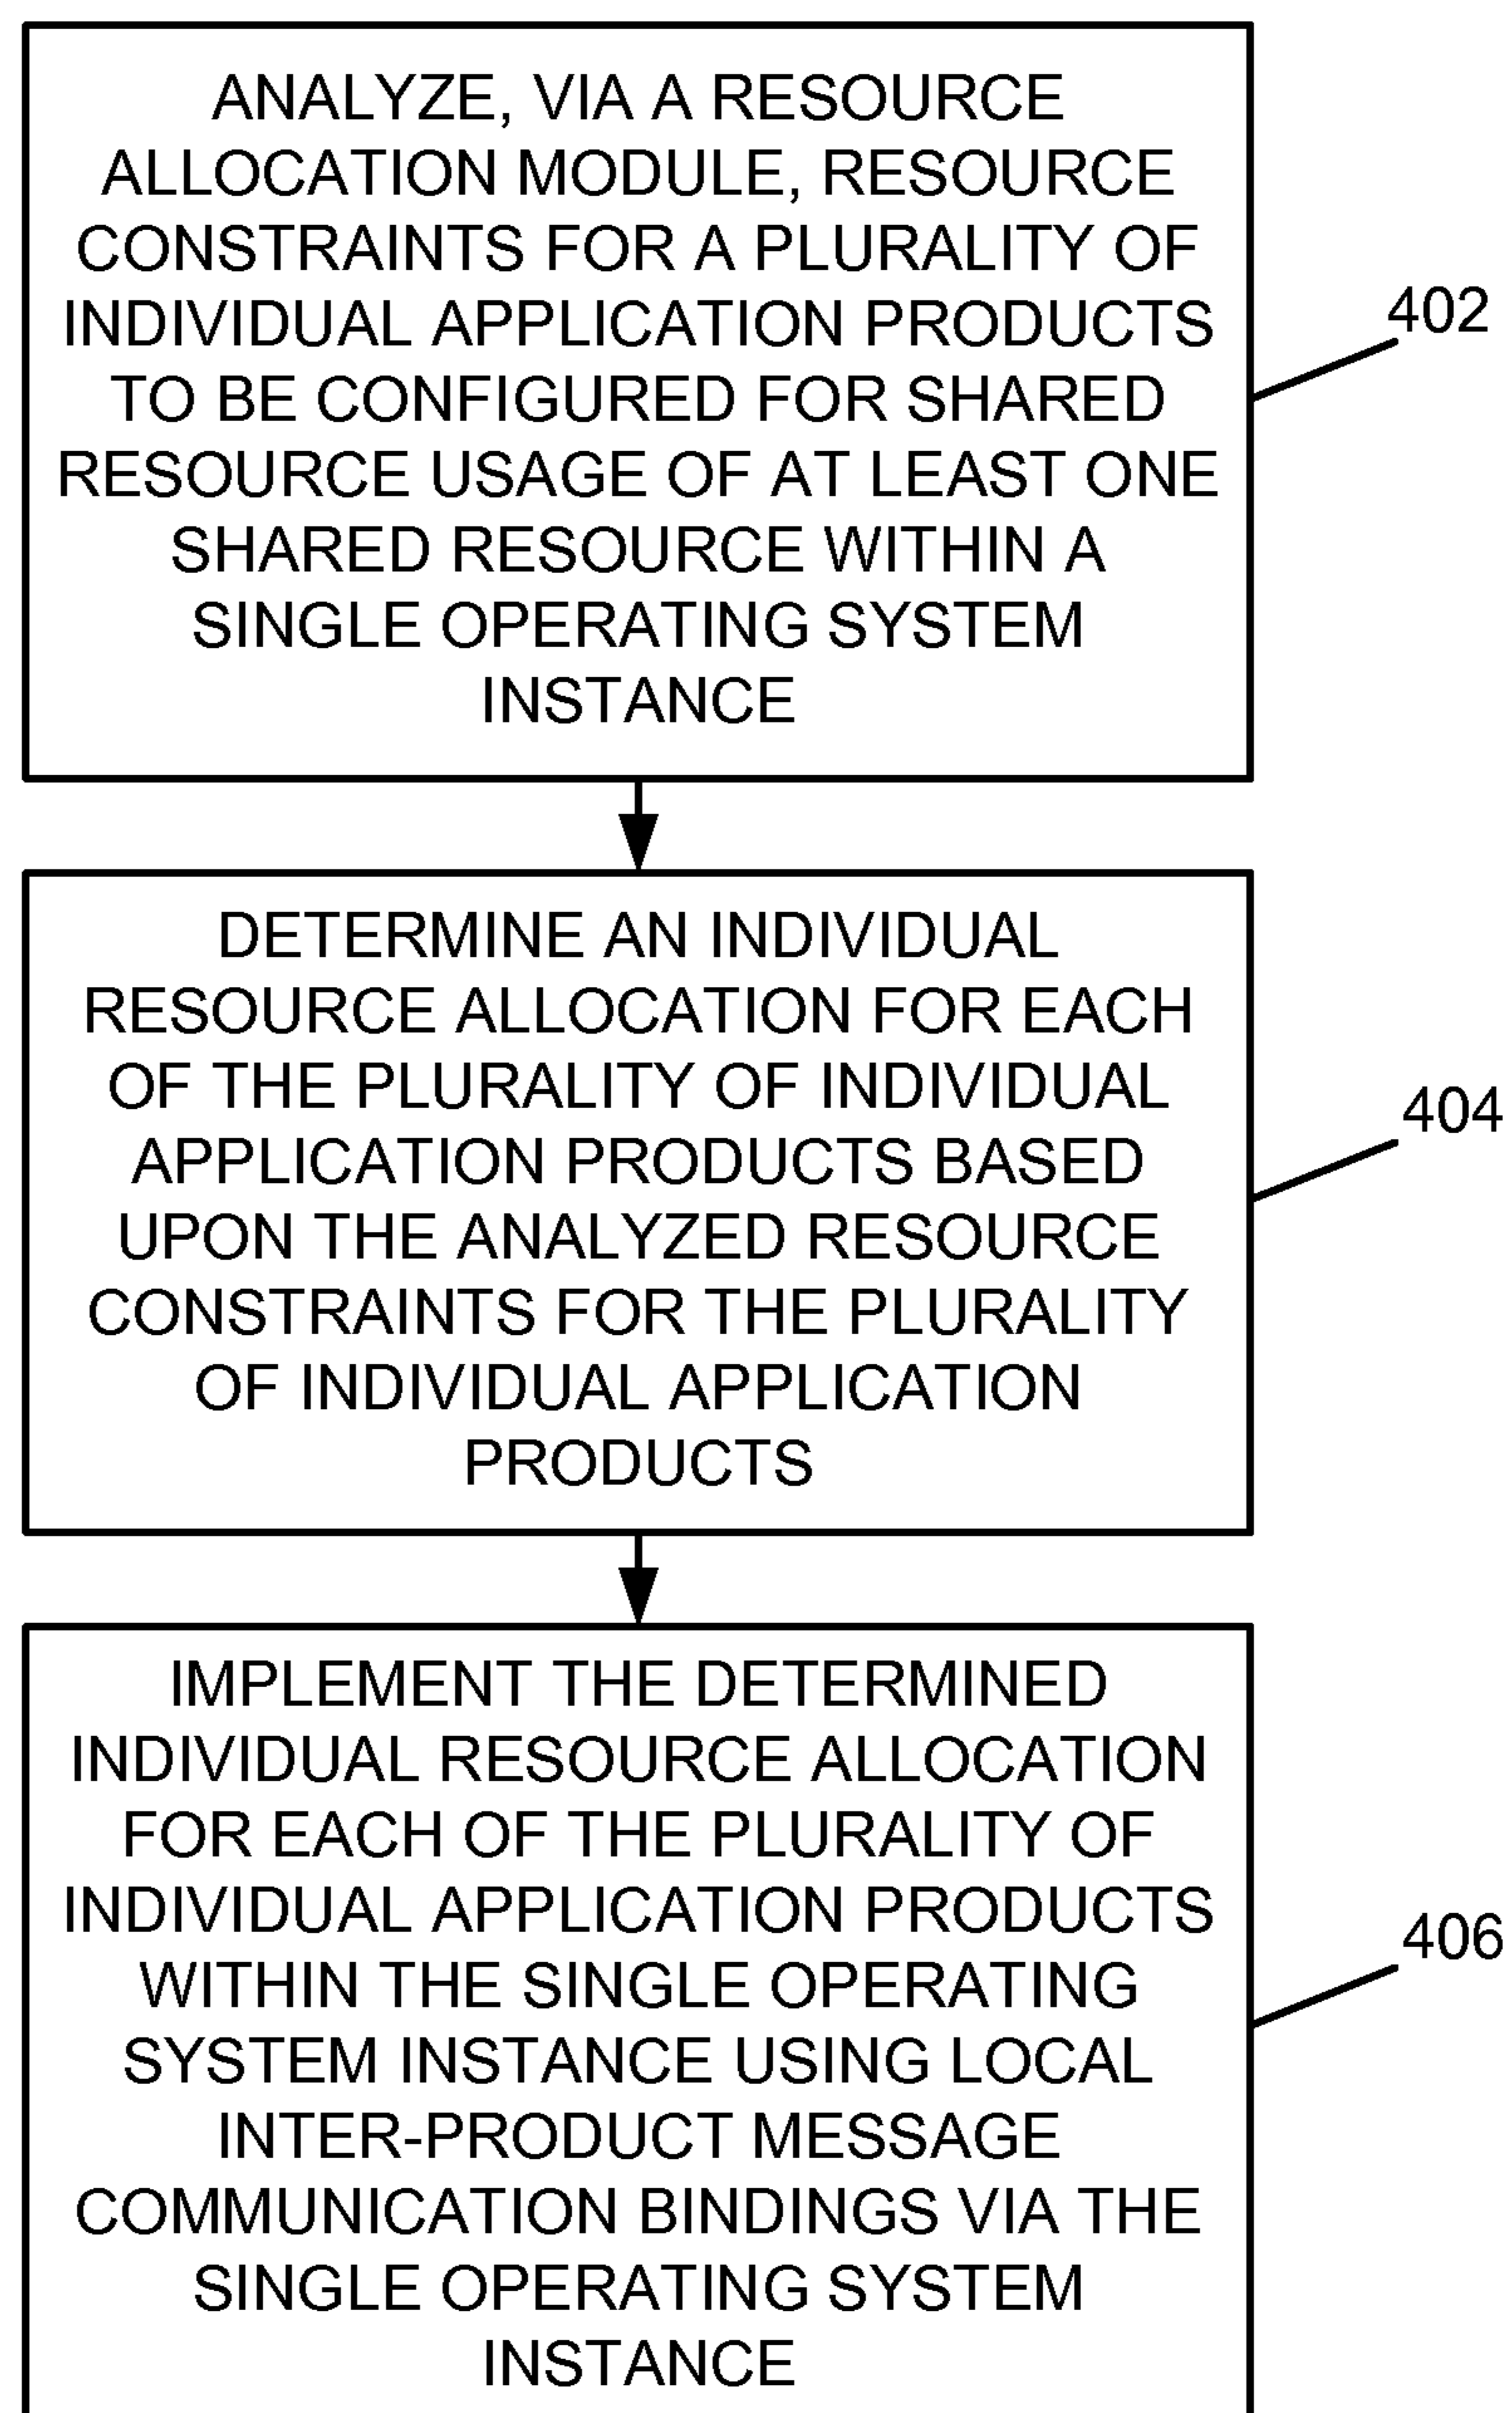 ANALYZE, VIA A RESOURCE
ALLOCATION MODULE, RESOURCE
CONSTRAINTS FOR A PLURALITY OF
INDIVIDUAL APPLICATION PRODUCTS
TO BE CONFIGURED FOR SHARED
RESOURCE USAGE OF AT LEAST ONE
SHARED RESOURCE WITHIN A
SINGLE OPERATING SYSTEM
INSTANCE
402
DETERMINE AN INDIVIDUAL
RESOURCE ALLOCATION FOR EACH
OF THE PLURALITY OF INDIVIDUAL
APPLICATION PRODUCTS BASED
UPON THE ANALYZED RESOURCE
CONSTRAINTS FOR THE PLURALITY
OF INDIVIDUAL APPLICATION
PRODUCTS
404
IMPLEMENT THE DETERMINED
INDIVIDUAL RESOURCE ALLOCATION
FOR EACH OF THE PLURALITY OF
INDIVIDUAL APPLICATION PRODUCTS
WITHIN THE SINGLE OPERATING
SYSTEM INSTANCE USING LOCAL
INTER-PRODUCT MESSAGE
COMMUNICATION BINDINGS VIA THE
SINGLE OPERATING SYSTEM
INSTANCE
406